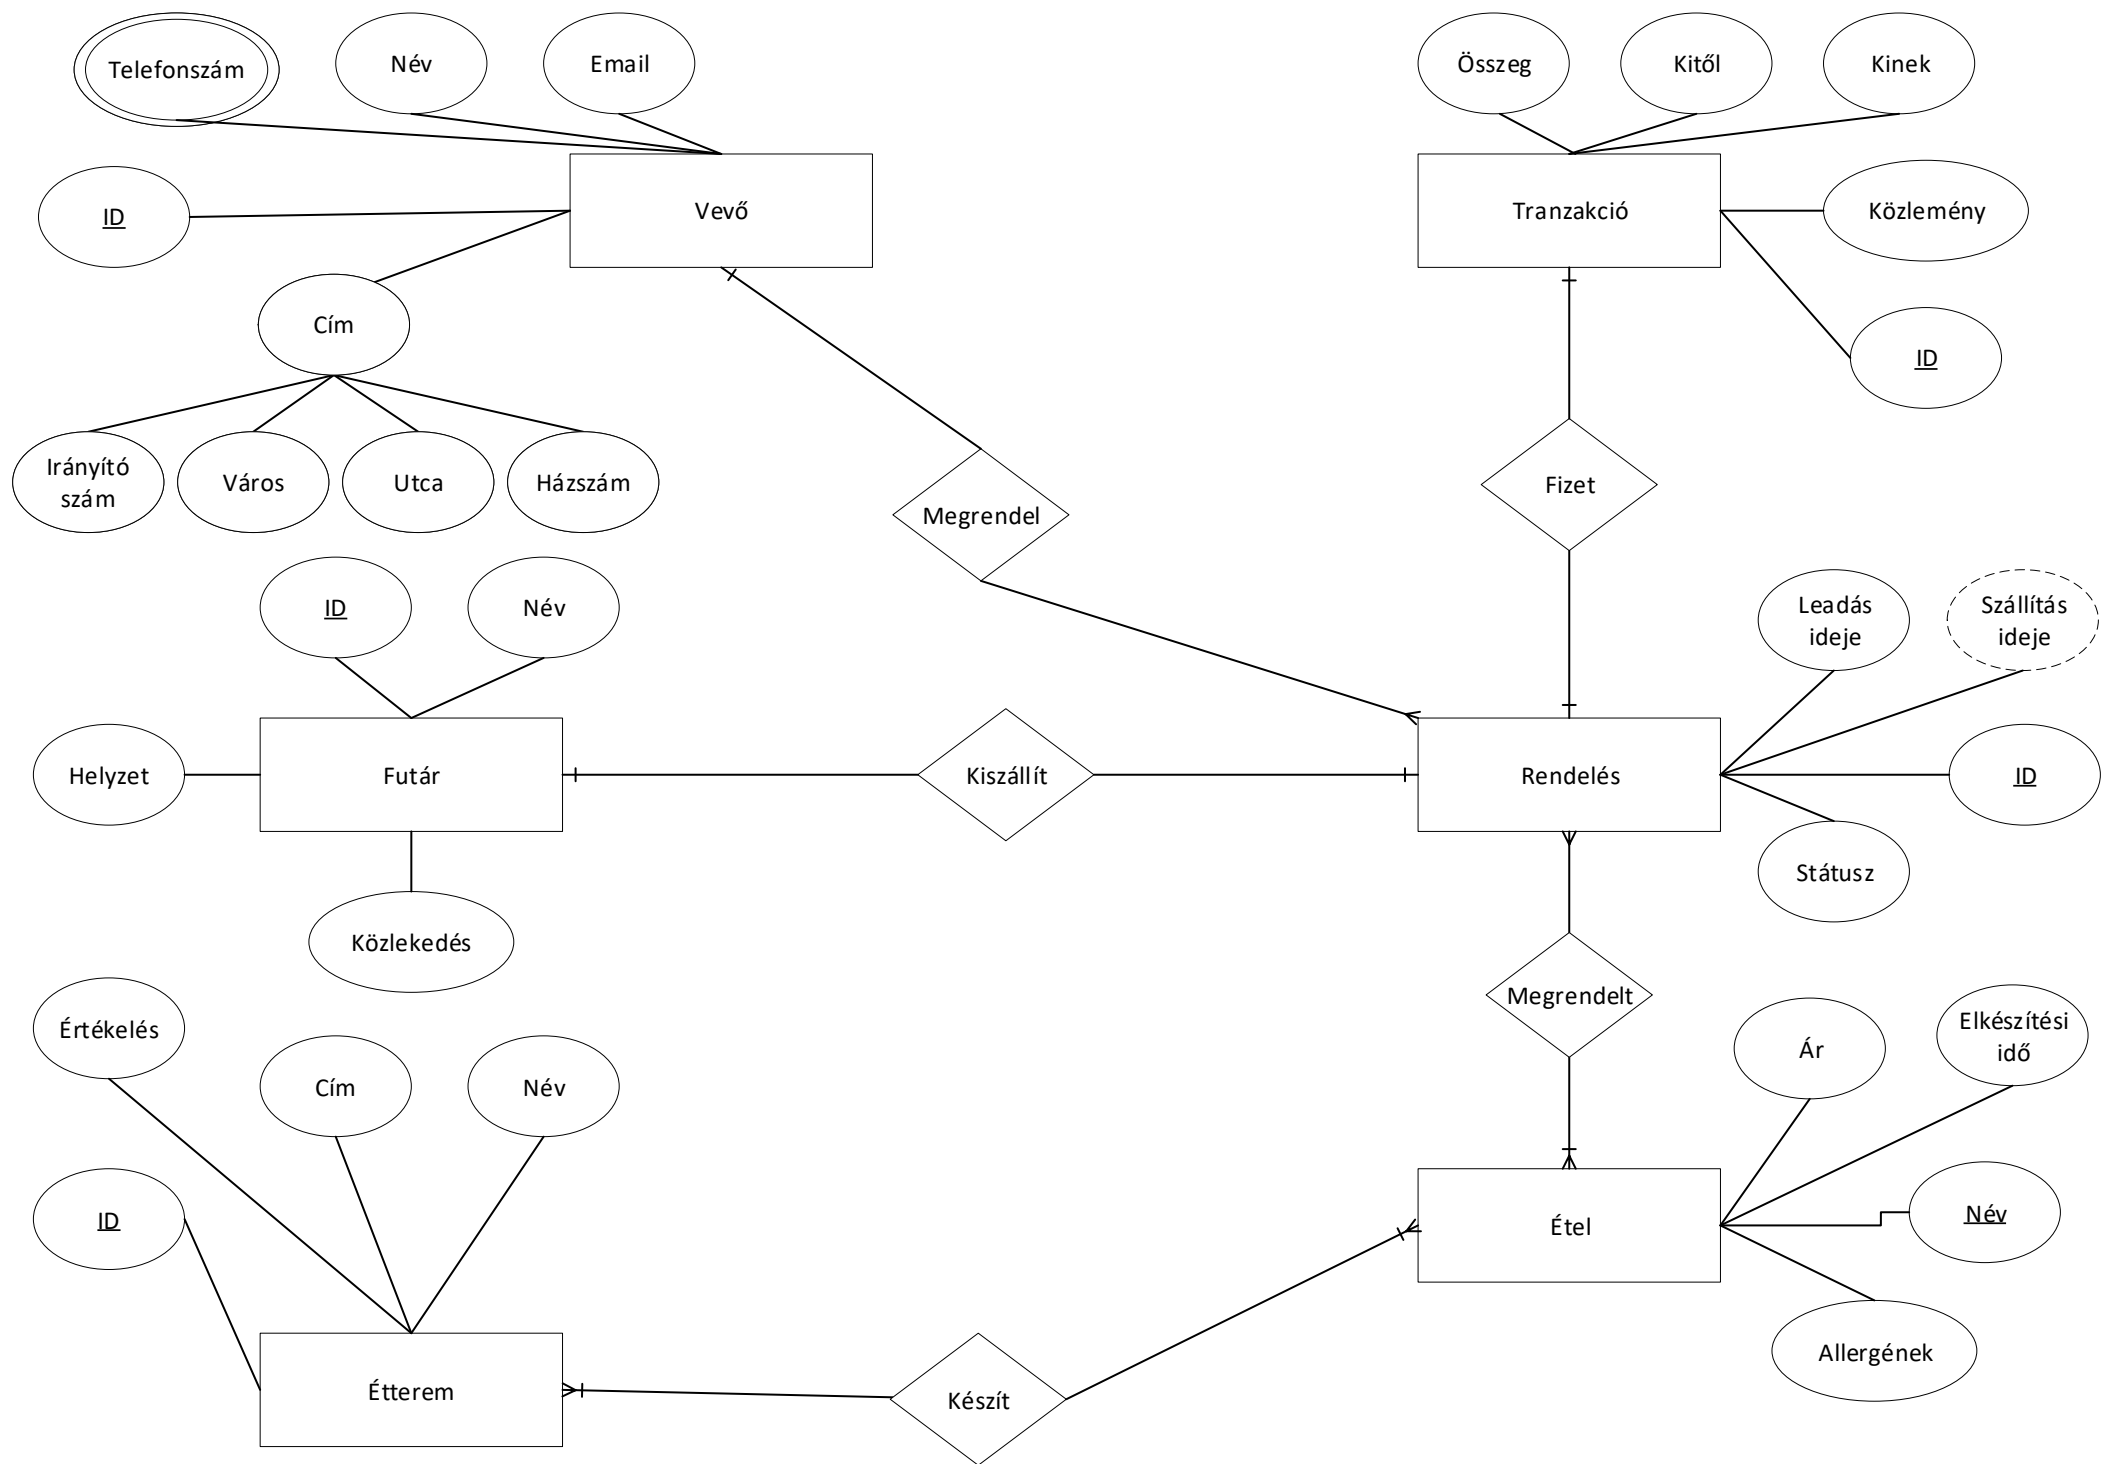 Telefonszám
Név
Email
Összeg
Kitől
Kinek
ID
Vevő
Tranzakció
Közlemény
Cím
ID
Irányító
szám
Város
Utca
Házszám
Megrendel
Fizet
ID
Név
Leadás
ideje
Szállítás
ideje
Helyzet
Futár
Kiszállít
Rendelés
ID
Státusz
Közlekedés
Megrendelt
Értékelés
Cím
Név
Ár
Elkészítési
idő
ID
Étel
Név
Étterem
Készít
Allergének